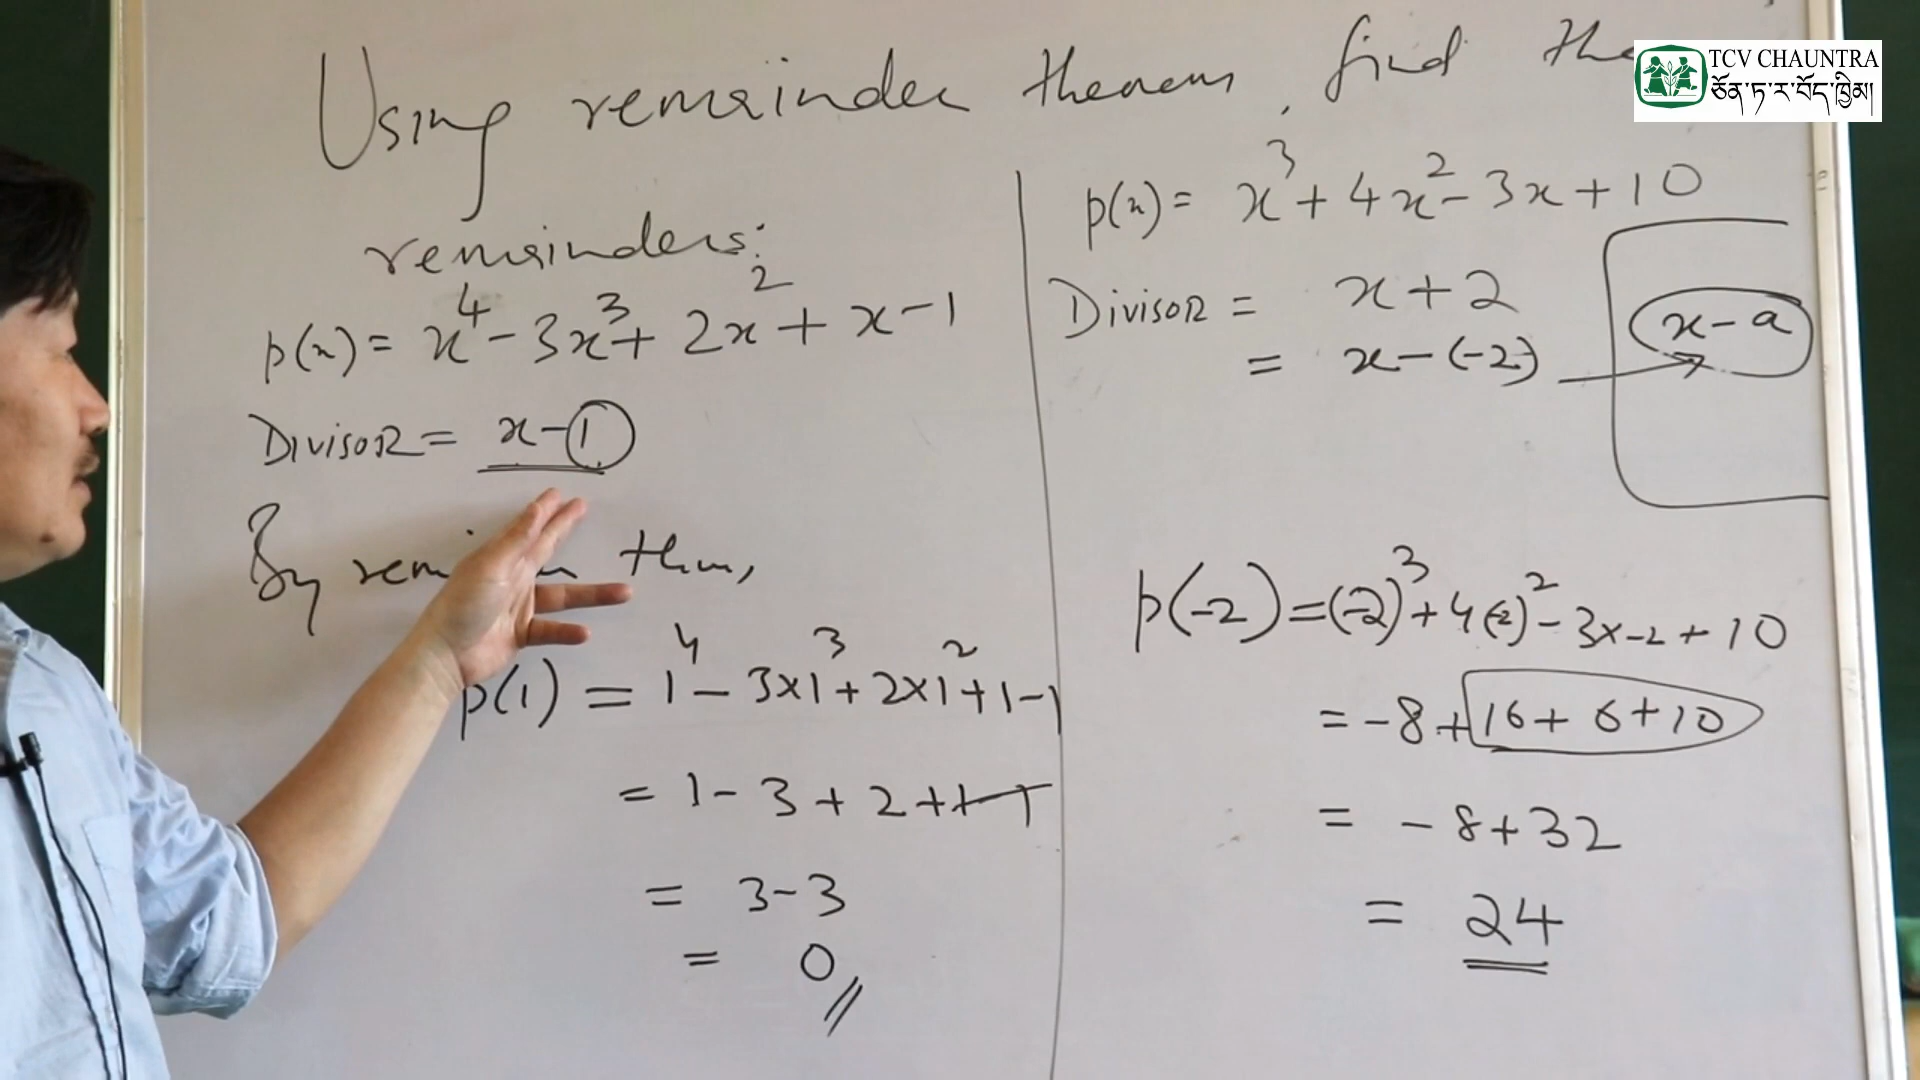 Using remainder theorem, find the
remainders:
p(x) = x⁴ - 3x³ + 2x² + x - 1
Divisor = x - 1
By remi thm,
p(1) = 1⁴ - 3×1³ + 2×1² + 1 - 1
= 1 - 3 + 2 + 1 - 1
= 3 - 3
= 0
p(x) = x³ + 4x² - 3x + 10
Divisor = x + 2
= x - (-2)
x - a
p(-2) = (-2)³ + 4(-2)² - 3×-2 + 10
= -8 + 16 + 6 + 10
= -8 + 32
= 24
TCV CHAUNTRA
ཅོན་ཏ་ར་བོད་ཁྱིམ།